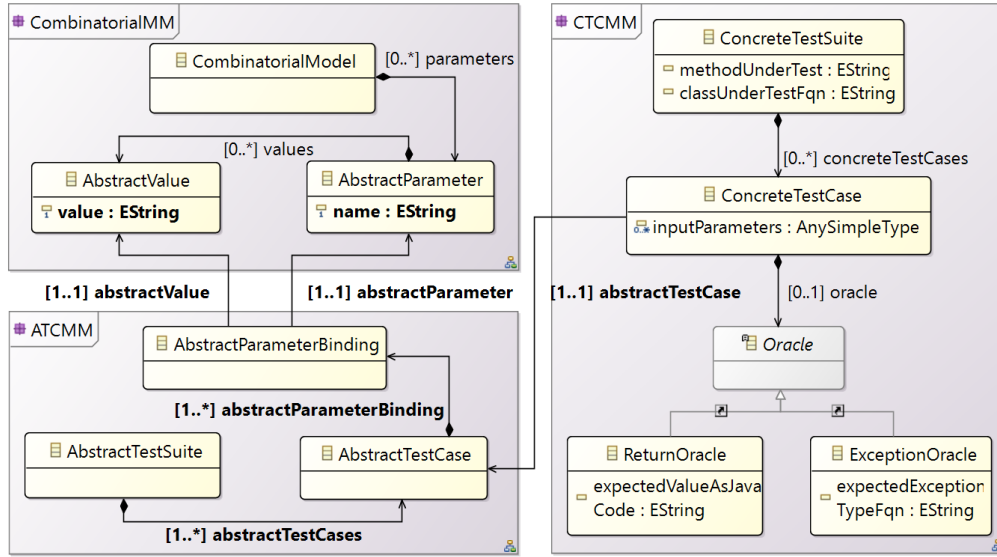 CombinatorialMM
CombinatorialModel
[0..*] parameters
[0..*] values
AbstractValue
value : EString
AbstractParameter
name : EString
[1..1] abstractValue
[1..1] abstractParameter
ATCMM
AbstractParameterBinding
[1..*] abstractParameterBinding
AbstractTestSuite
AbstractTestCase
[1..*] abstractTestCases
CTCMM
ConcreteTestSuite
methodUnderTest : EString
classUnderTestFqn : EString
[0..*] concreteTestCases
ConcreteTestCase
0..*
inputParameters : AnySimpleType
[1..1] abstractTestCase
[0..1] oracle
Oracle
ReturnOracle
expectedValueAsJava
Code : EString
ExceptionOracle
expectedException
TypeFqn : EString